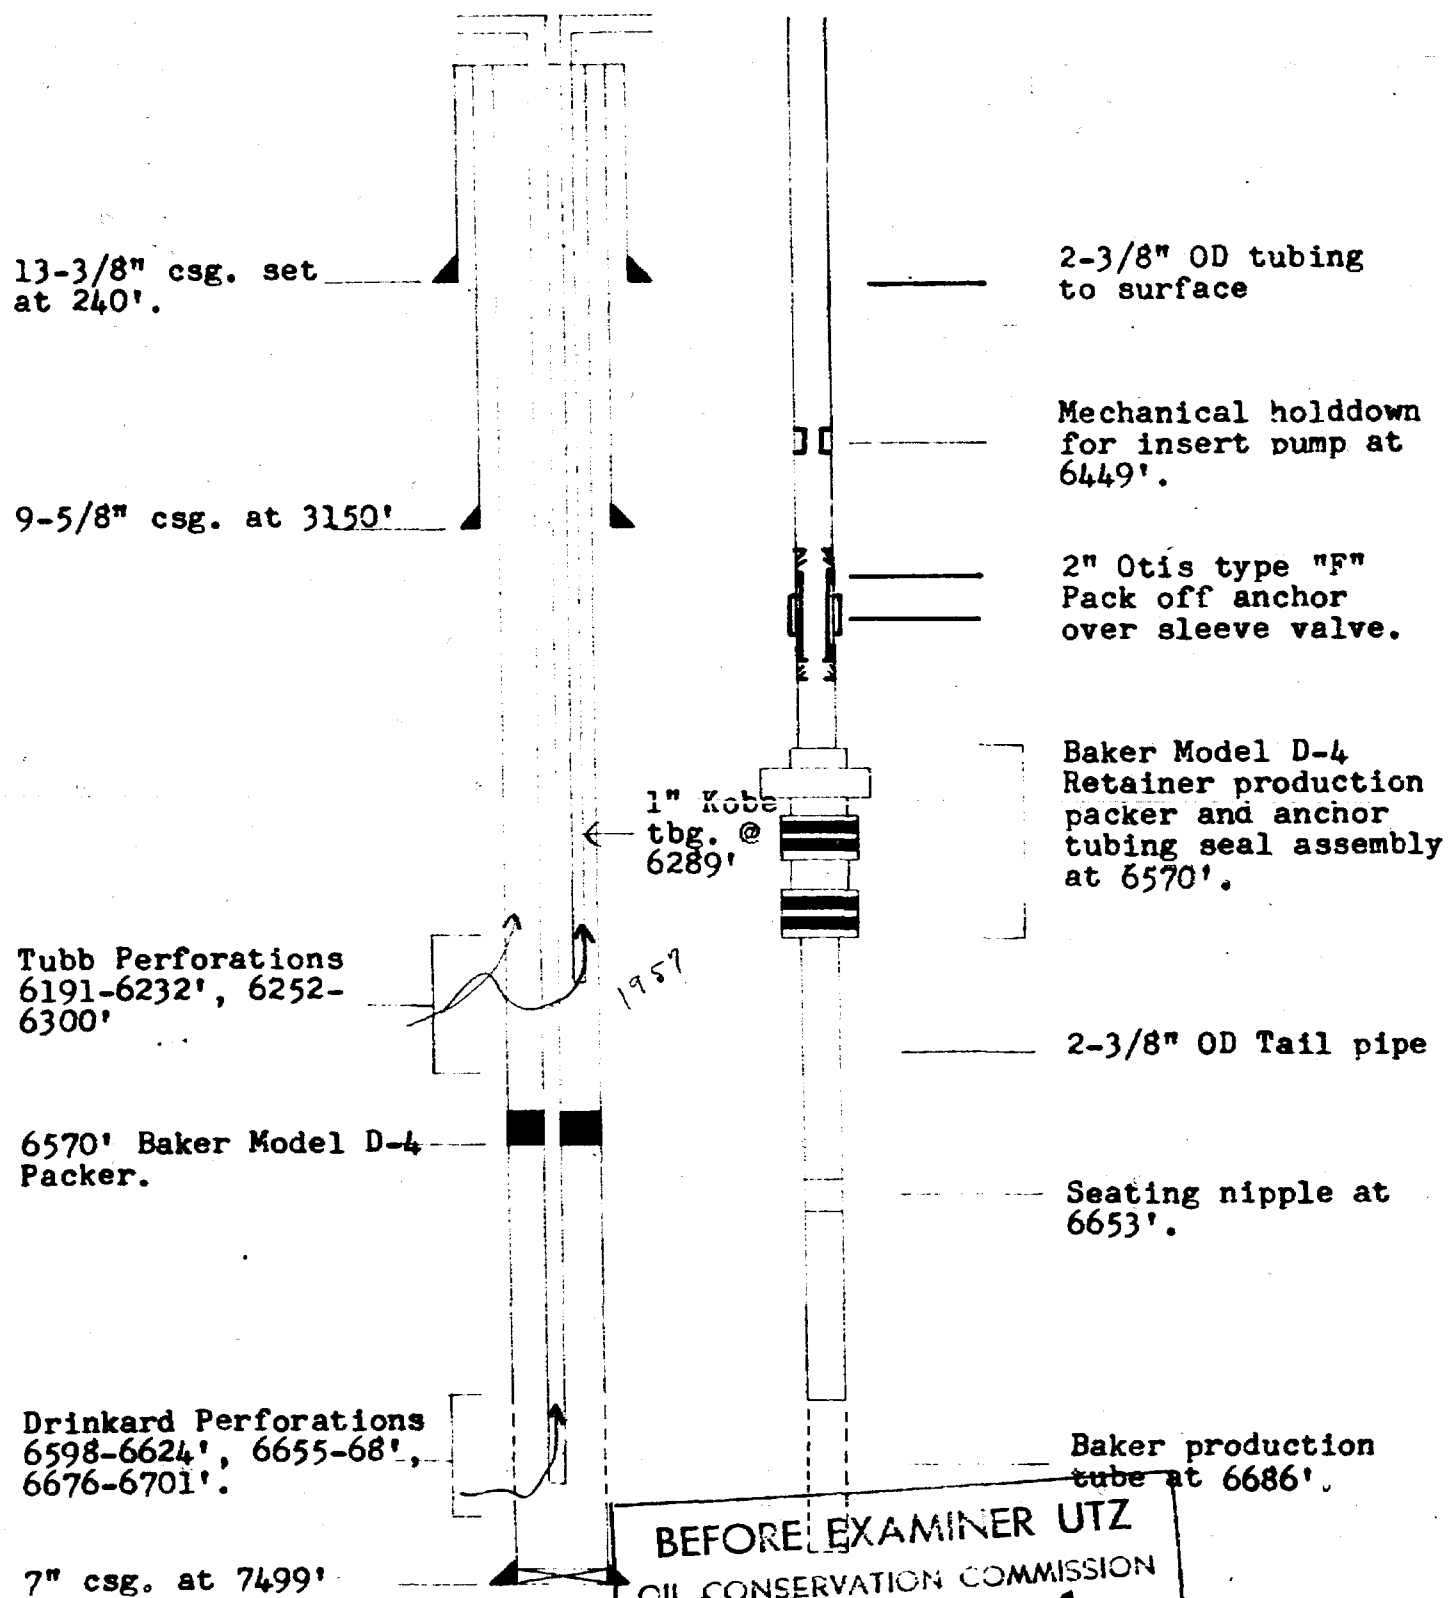 13-3/8" csg. set
at 240'.
9-5/8" csg. at 3150'
Tubb Perforations
6191-6232', 6252-
6300'
6570' Baker Model D-4
Packer.
Drinkard Perforations
6598-6624', 6655-68',
6676-6701'.
7" csg. at 7499'
1" Kobe
tbg. @
6289'
1957
2-3/8" OD tubing
to surface
Mechanical holddown
for insert pump at
6449'.
2" Otis type "F"
Pack off anchor
over sleeve valve.
Baker Model D-4
Retainer production
packer and anchor
tubing seal assembly
at 6570'.
2-3/8" OD Tail pipe
Seating nipple at
6653'.
Baker production
tube at 6686'.
BEFORE EXAMINER UTZ
OIL CONSERVATION COMMISSION